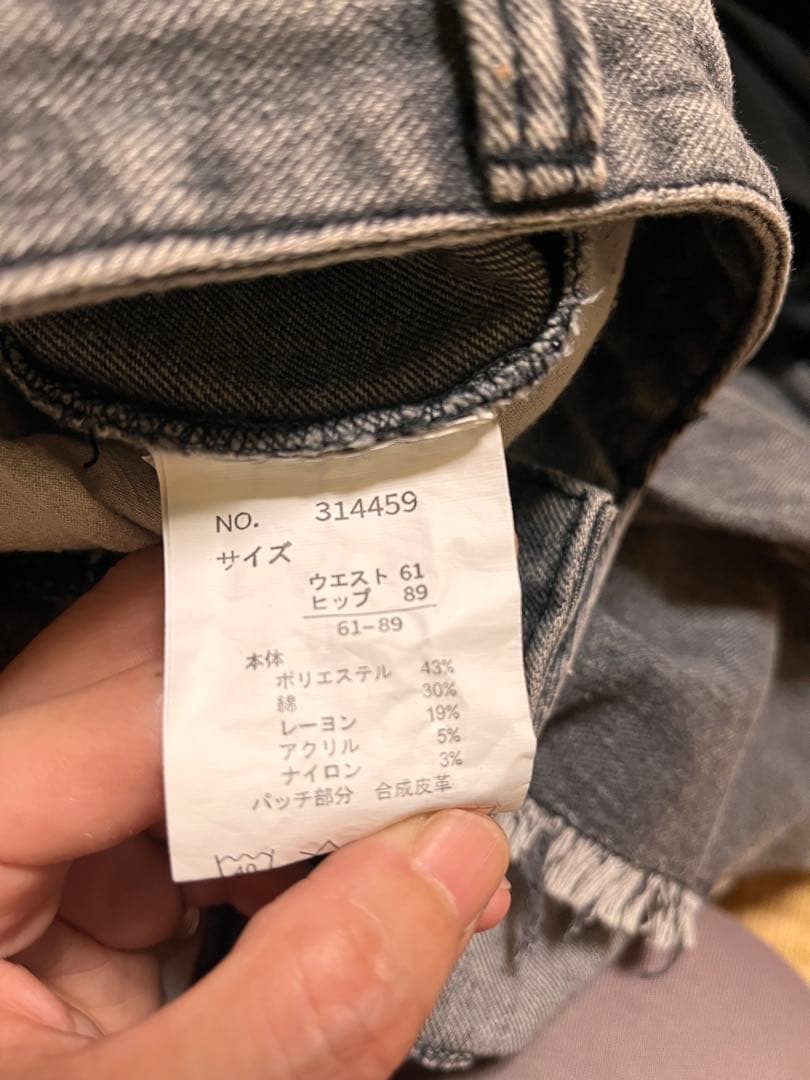 NO. 314459
サイズ
ウエスト 61
ヒップ 89
61-89
本体
ポリエステル 43%
綿 30%
レーヨン 19%
アクリル 5%
ナイロン 3%
パッチ部分 合成皮革
40